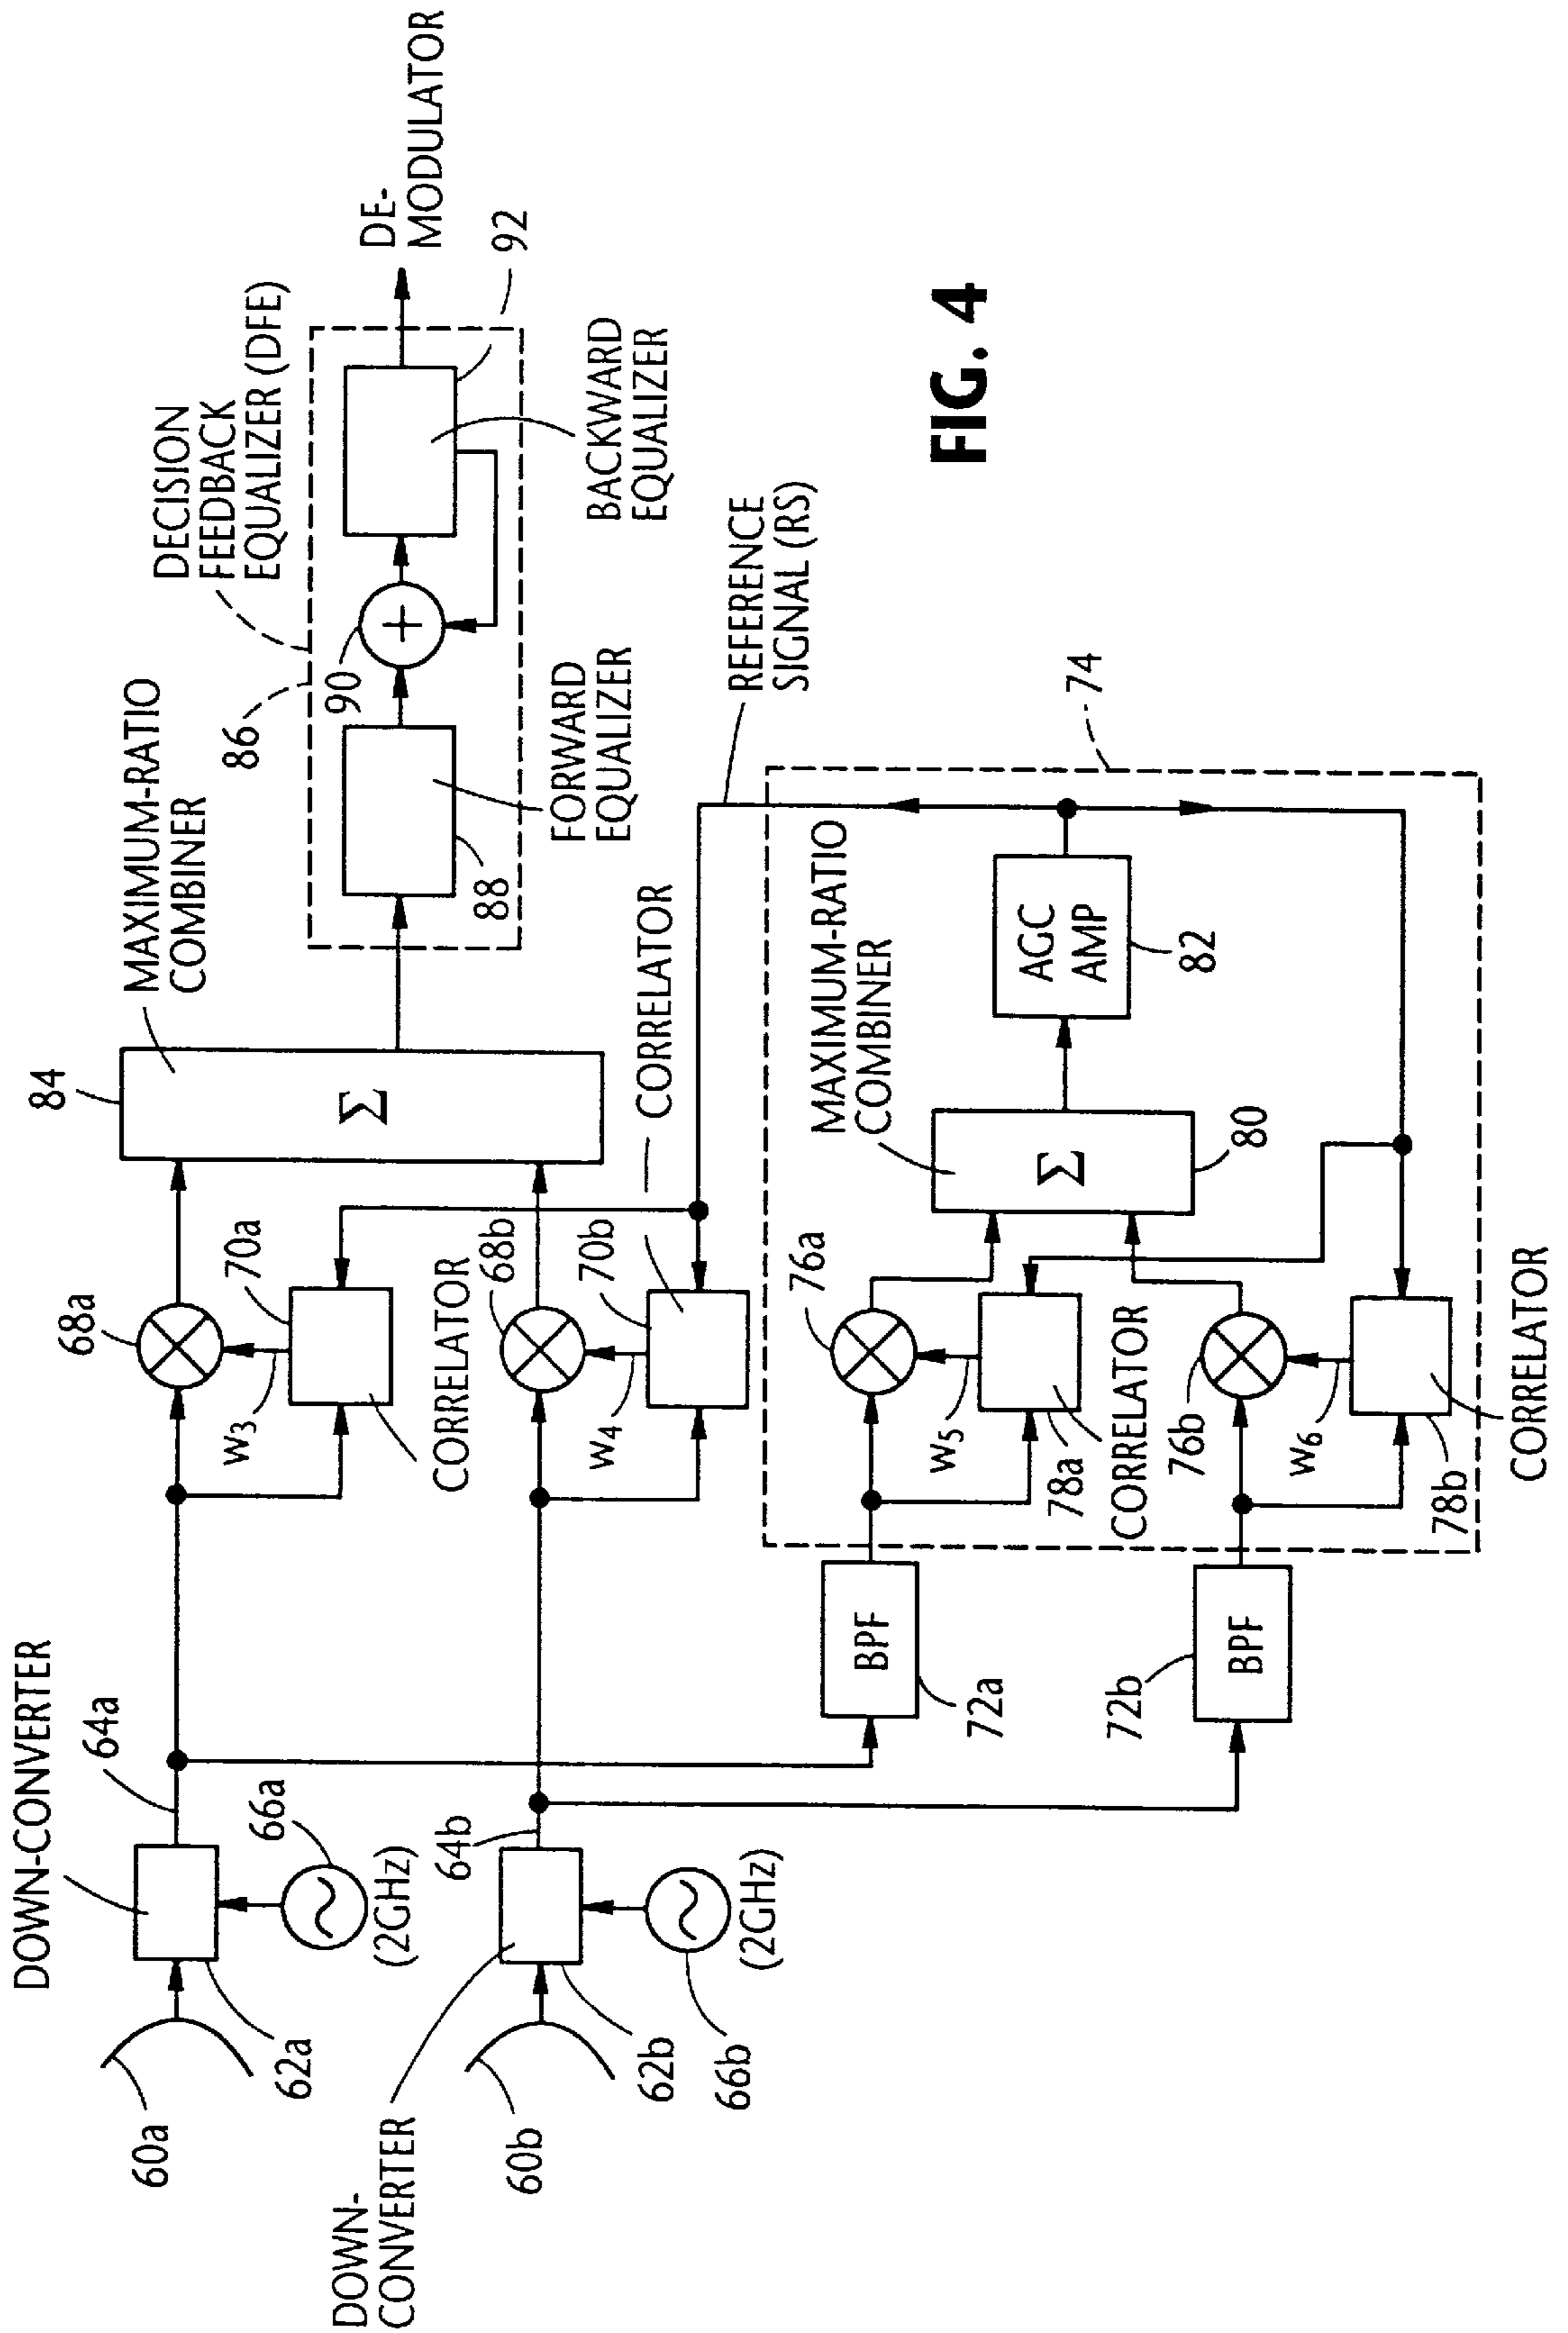 DOWN-CONVERTER
64a
60a
62a
66a
(2GHz)
68a
W3
70a
CORRELATOR
84
Σ
MAXIMUM-RATIO
COMBINER
86
DECISION
FEEDBACK
EQUALIZER (DFE)
88
FORWARD
EQUALIZER
90
+
92
BACKWARD
EQUALIZER
DE-
MODULATOR
DOWN-
CONVERTER
60b
62b
64b
66b
(2GHz)
68b
W4
70b
CORRELATOR
REFERENCE
SIGNAL (RS)
74
BPF
72a
76a
W5
78a
CORRELATOR
MAXIMUM-RATIO
COMBINER
Σ
80
AGC
AMP
82
72b
BPF
76b
W6
78b
CORRELATOR
FIG. 4